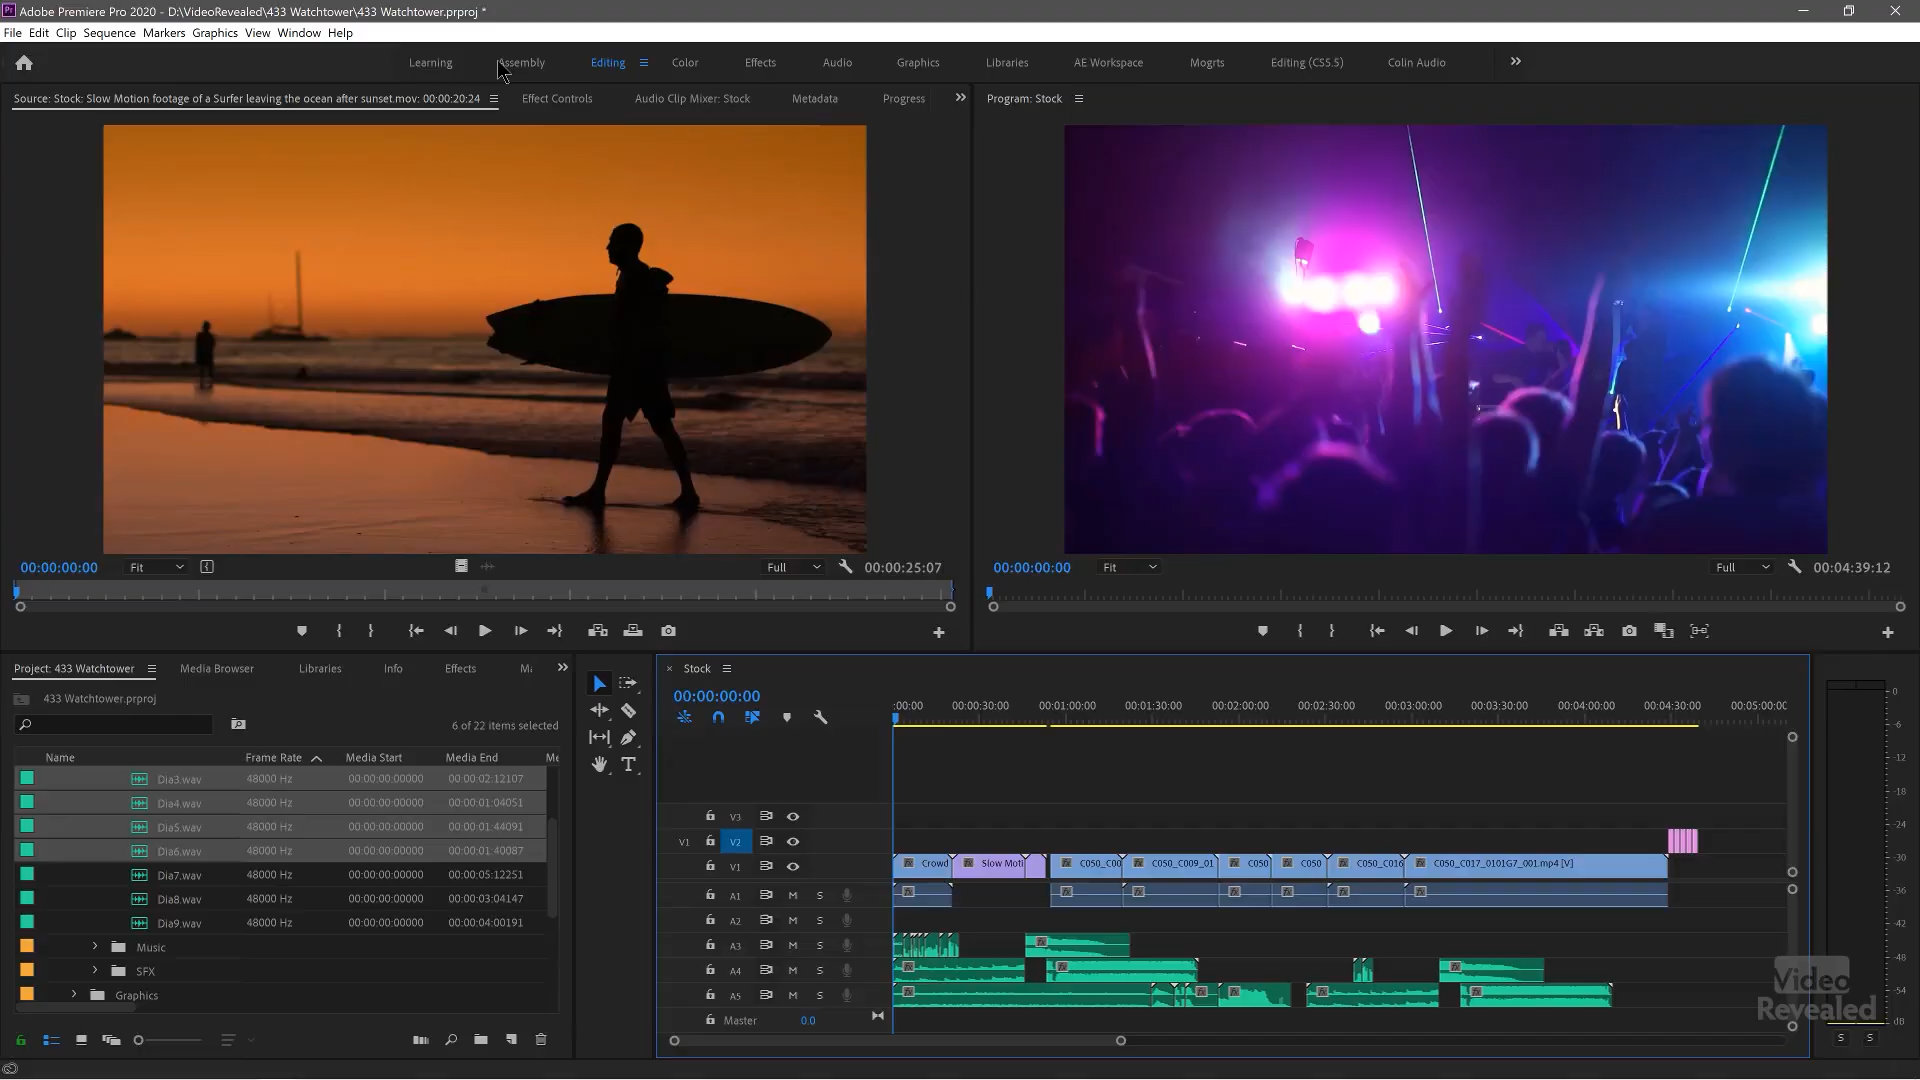 Adobe Premiere Pro 2020 - D:\VideoRevealed\433 Watchtower\433 Watchtower.prproj *
File Edit Clip Sequence Markers Graphics View Window Help
Learning Assembly Editing Color Effects Audio Graphics Libraries AE Workspace Mogrts Editing (CS5.5) Colin Audio
Source: Stock: Slow Motion footage of a Surfer leaving the ocean after sunset.mov: 00:00:20:24 Effect Controls Audio Clip Mixer: Stock Metadata Progress
Program: Stock
00:00:00:00 Fit Full 00:00:25:07
00:00:00:00 Fit Full 00:04:39:12
Project: 433 Watchtower Media Browser Libraries Info Effects
433 Watchtower.prproj
6 of 22 items selected
Name Frame Rate Media Start Media End Me
Dia3.wav 48000 Hz 00:00:00:00000 00:00:02:12107
Dia4.wav 48000 Hz 00:00:00:00000 00:00:01:04051
Dia5.wav 48000 Hz 00:00:00:00000 00:00:01:44091
Dia6.wav 48000 Hz 00:00:00:00000 00:00:01:40087
Dia7.wav 48000 Hz 00:00:00:00000 00:00:05:12251
Dia8.wav 48000 Hz 00:00:00:00000 00:00:03:04147
Dia9.wav 48000 Hz 00:00:00:00000 00:00:04:00191
Music
SFX
Graphics
Stock
00:00:00:00
:00:00 00:00:30:00 00:01:00:00 00:01:30:00 00:02:00:00 00:02:30:00 00:03:00:00 00:03:30:00 00:04:00:00 00:04:30:00 00:05:00:00
V3
V1 V2
V1 Crowd Slow Moti C050_C00 C050_C009_01 C050 C050 C050_C016 C050_C017_0101G7_001.mp4 [V]
A1 M S
A2 M S
A3 M S
A4 M S
A5 M S
Master 0.0
0
-6
-12
-18
-24
-30
-36
-42
-48
-54
dB
S S
Video
Revealed